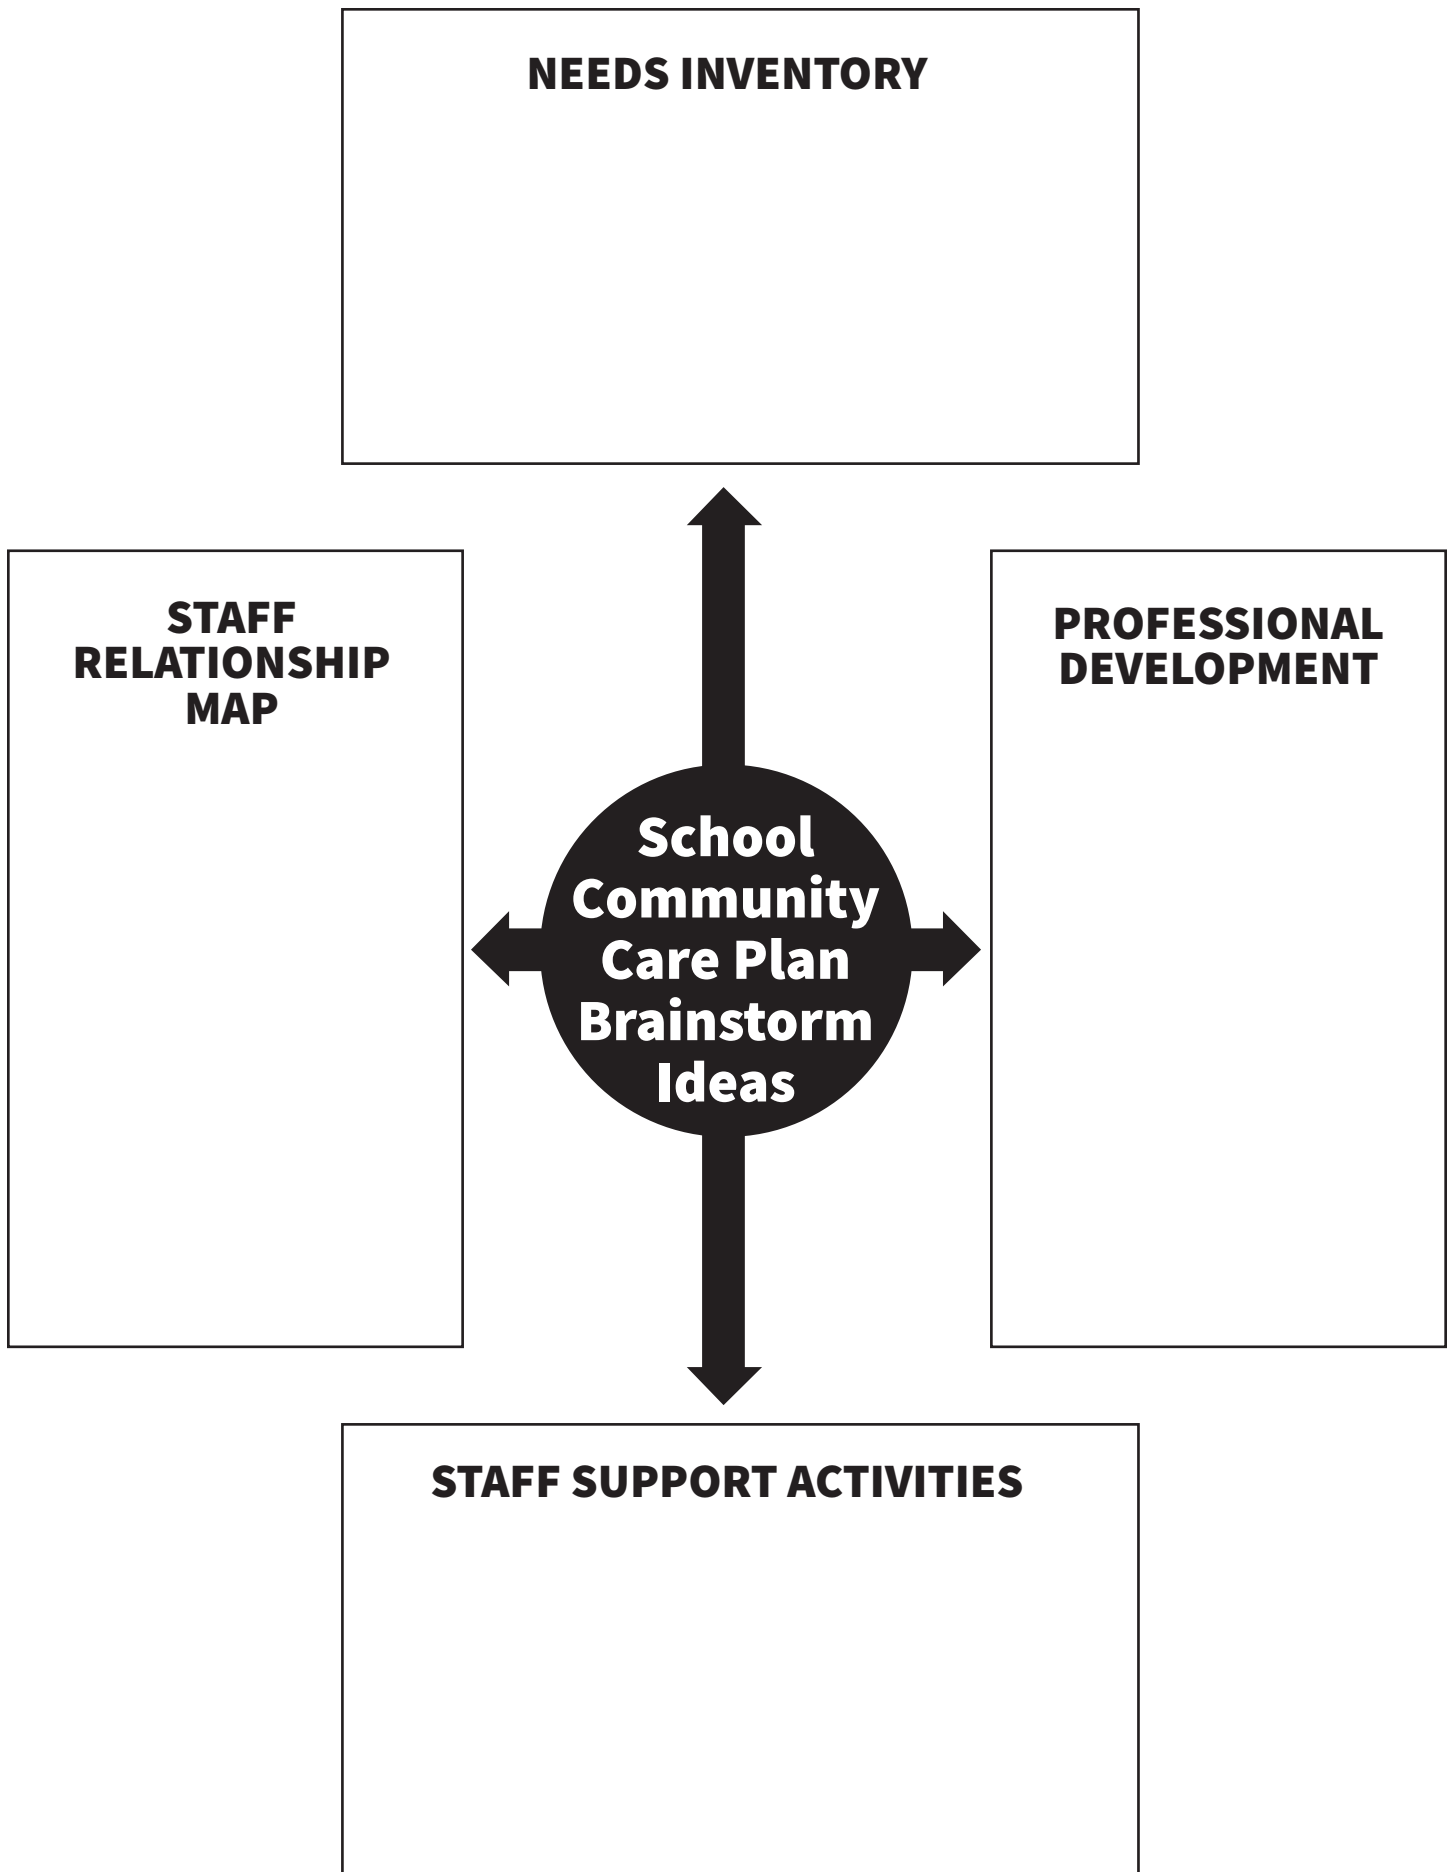 NEEDS INVENTORY
STAFF
RELATIONSHIP
MAP
PROFESSIONAL
DEVELOPMENT
School
Community
Care Plan
Brainstorm
Ideas
STAFF SUPPORT ACTIVITIES